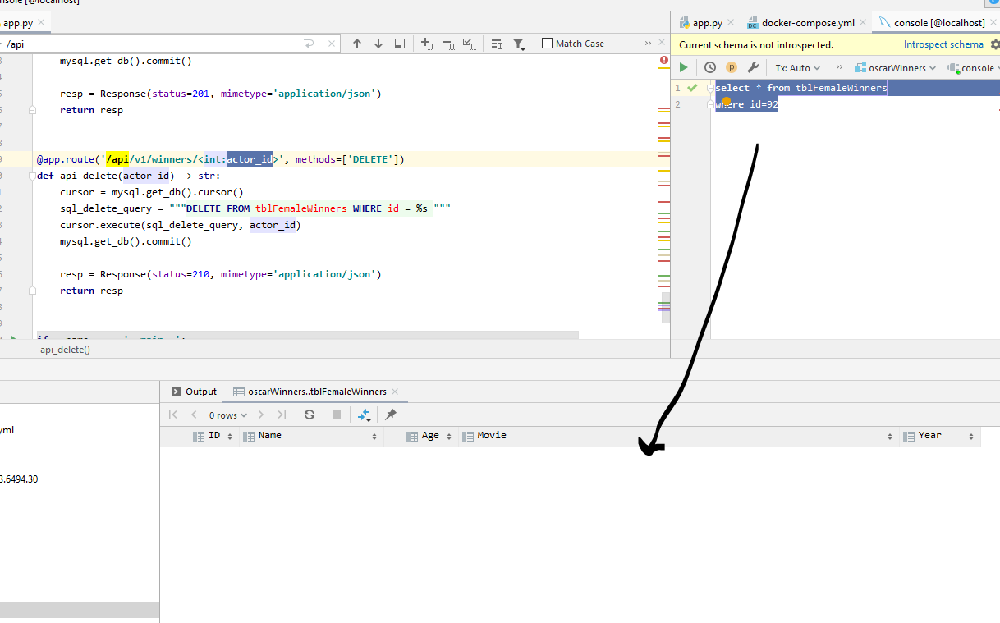 onsole [@localhost]
app.py
app.py docker-compose.yml console [@localhost]
/api Match Case
Current schema is not introspected. Introspect schema
Tx: Auto oscarWinners console
mysql.get_db().commit()
resp = Response(status=201, mimetype='application/json')
return resp
@app.route('/api/v1/winners/<int:actor_id>', methods=['DELETE'])
def api_delete(actor_id) -> str:
cursor = mysql.get_db().cursor()
sql_delete_query = """DELETE FROM tblFemaleWinners WHERE id = %s """
cursor.execute(sql_delete_query, actor_id)
mysql.get_db().commit()
resp = Response(status=210, mimetype='application/json')
return resp
api_delete()
1 select * from tblFemaleWinners
2 where id=92
Output oscarWinners..tblFemaleWinners
0 rows
ID Name Age Movie Year
yml
3.6494.30